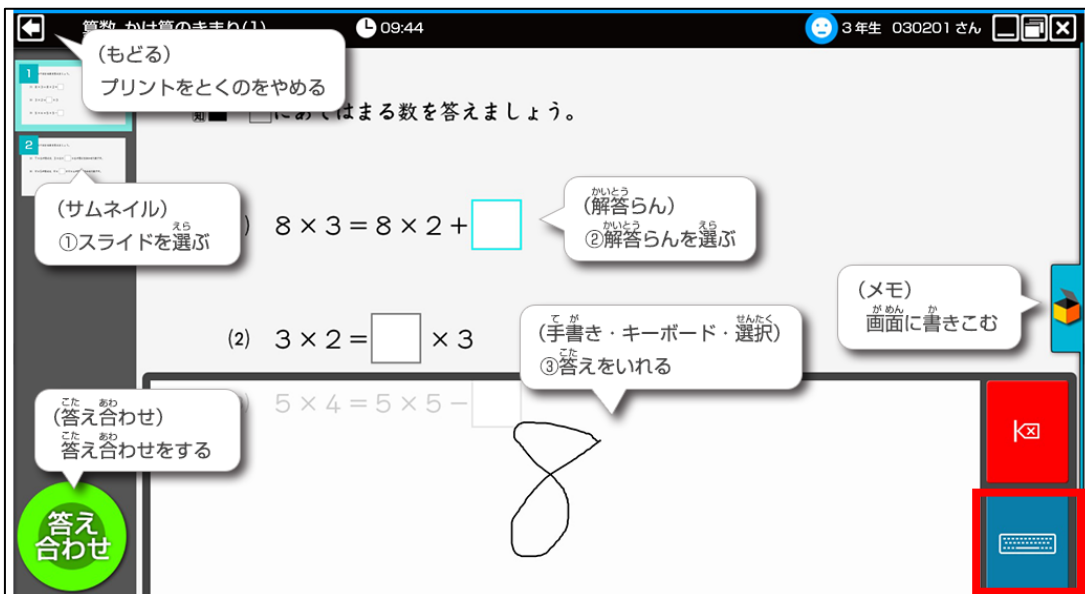 算数 かけ算のきまり(1)
09:44
3年生 030201 さん
(もどる)
プリントをとくのをやめる
1
2
知
□にあてはまる数を答えましょう。
(サムネイル)
①スライドを選ぶ
8×3=8×2+□
(解答らん)
②解答らんを選ぶ
(メモ)
画面に書きこむ
(2) 3×2=□×3
(手書き・キーボード・選択)
③答えをいれる
5×4=5×5−□
(答え合わせ)
答え合わせをする
8
答え
合わせ